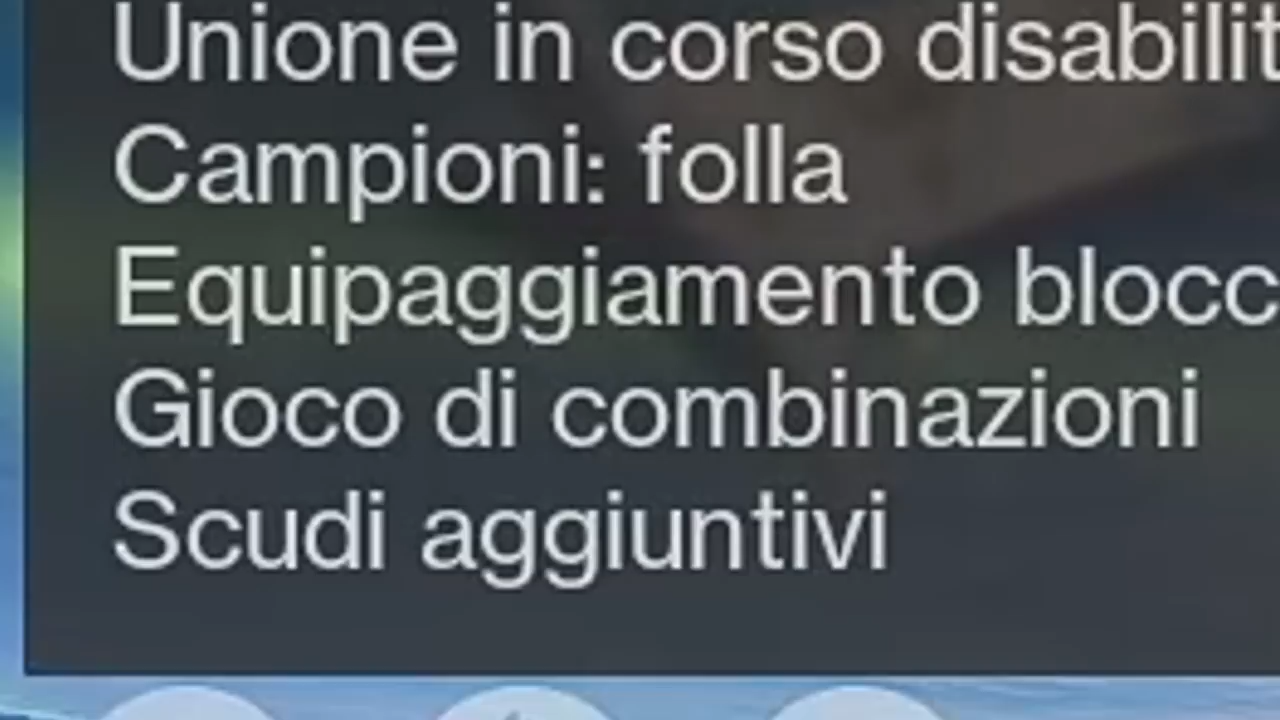 Unione in corso disabilit
Campioni: folla
Equipaggiamento blocc
Gioco di combinazioni
Scudi aggiuntivi